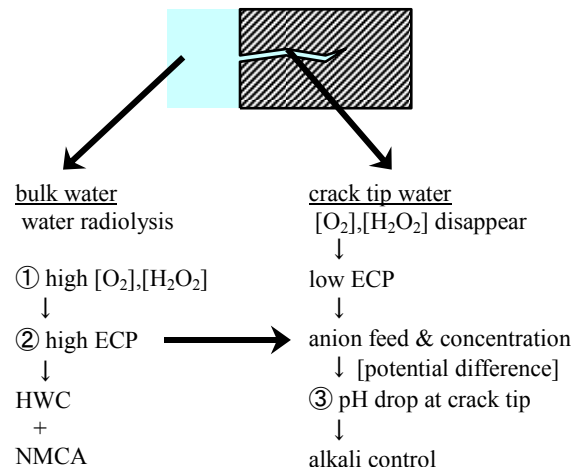 bulk water
water radiolysis
① high [O₂],[H₂O₂]
↓
② high ECP
↓
HWC
+
NMCA
crack tip water
[O₂],[H₂O₂] disappear
↓
low ECP
↓
anion feed & concentration
↓ [potential difference]
③ pH drop at crack tip
↓
alkali control